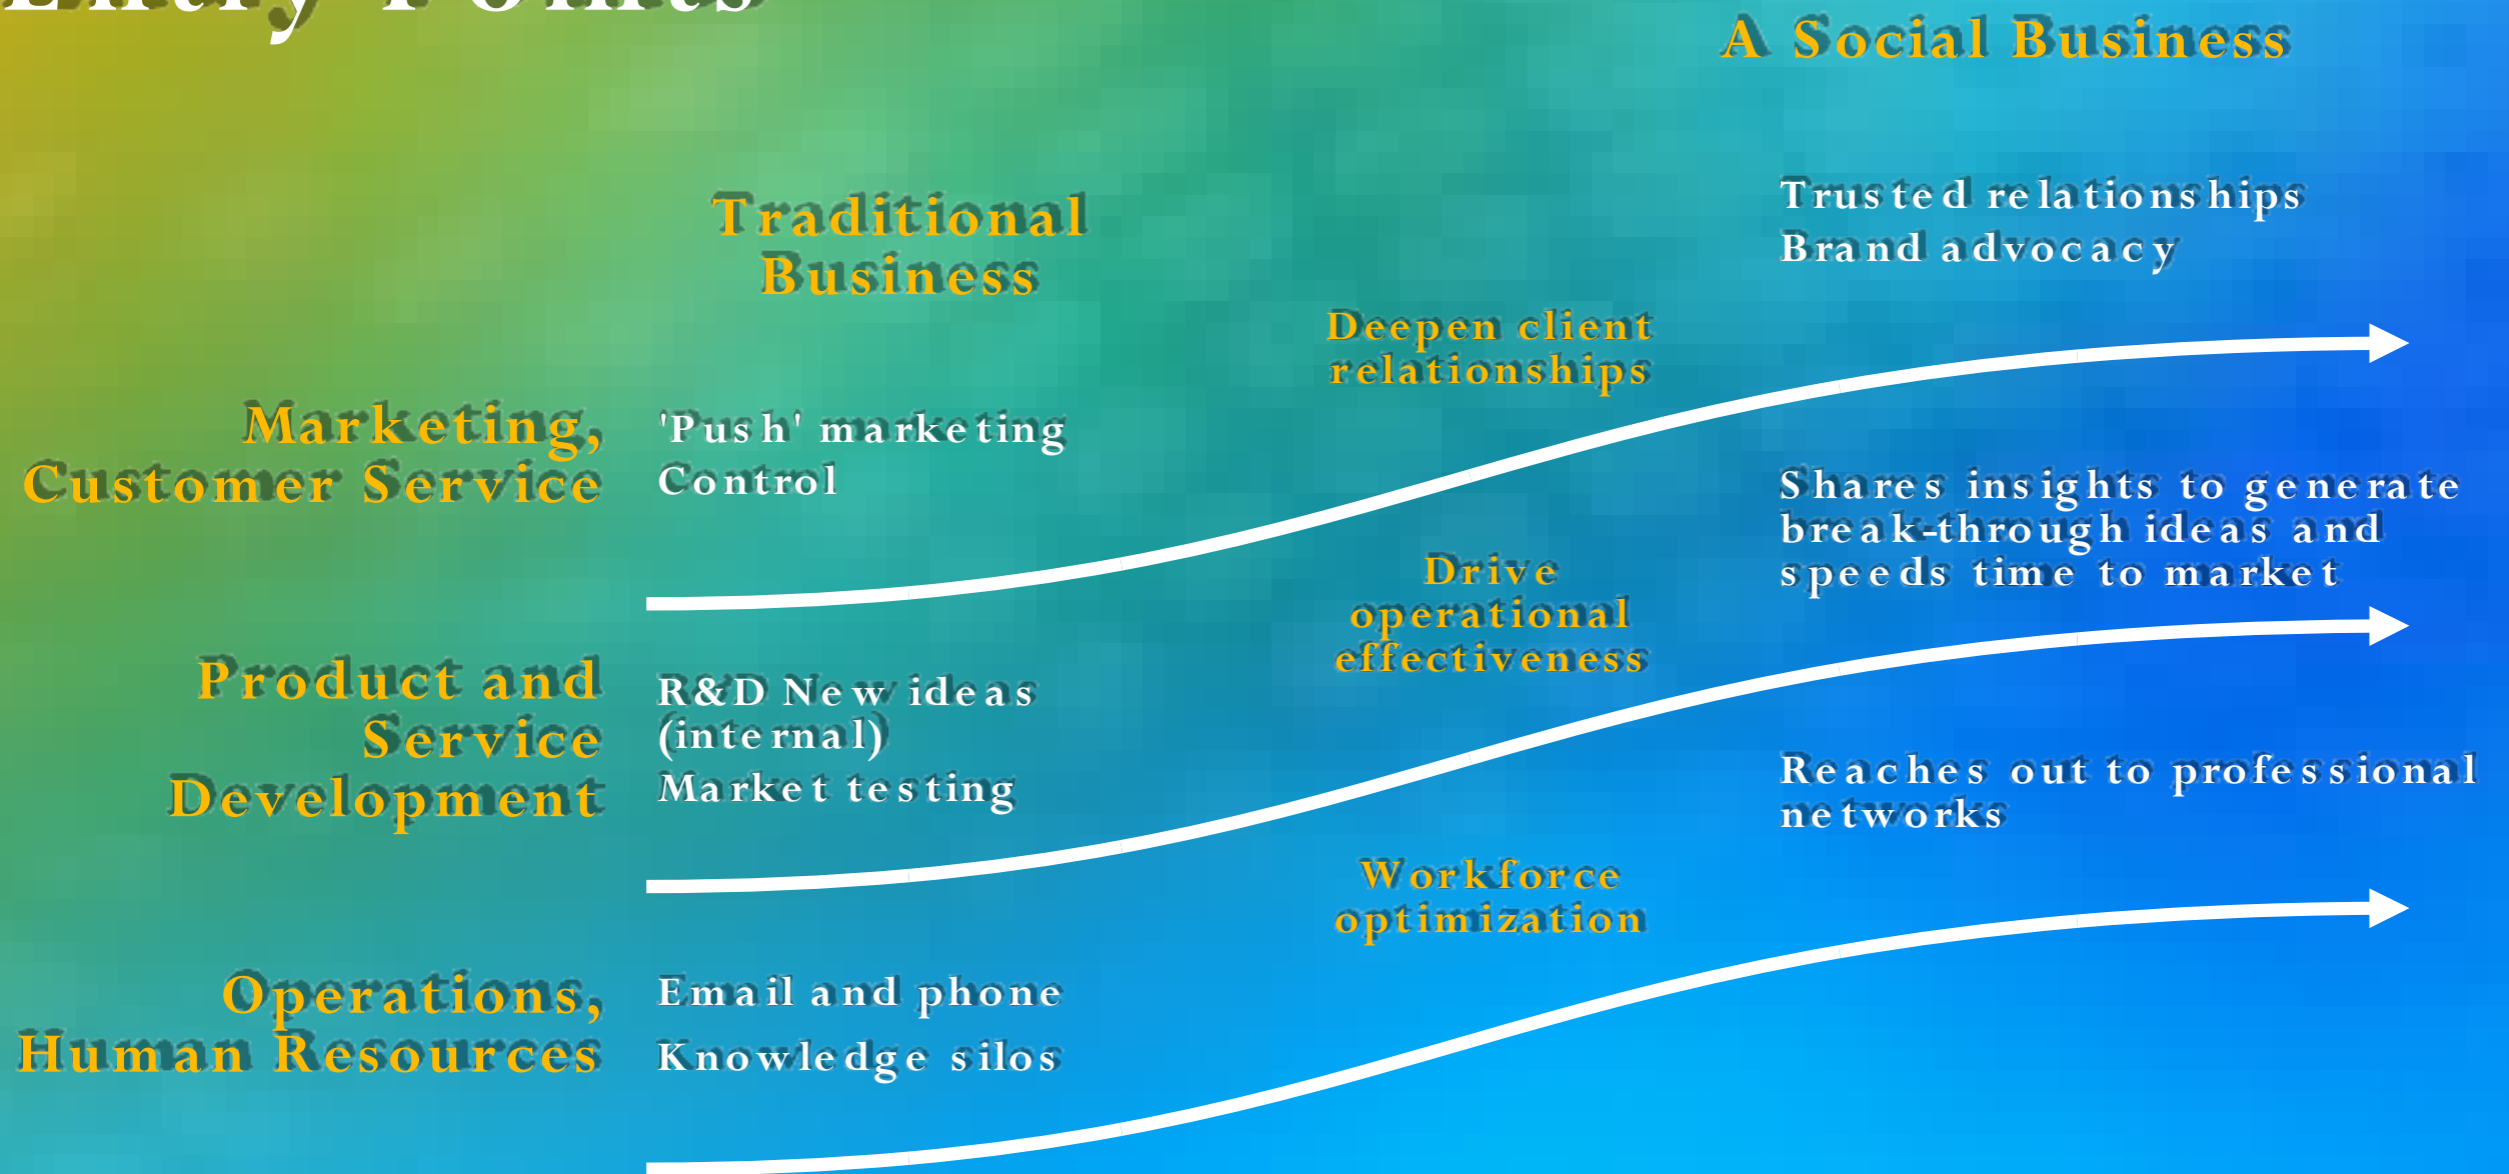 Entry Points
A Social Business
Traditional
Business
Trusted relationships
Brand advocacy
Deepen client
relationships
Marketing,
Customer Service
'Push' marketing
Control
Shares insights to generate
break-through ideas and
speeds time to market
Drive
operational
effectiveness
Product and
Service
Development
R&D New ideas
(internal)
Market testing
Reaches out to professional
networks
Workforce
optimization
Operations,
Human Resources
Email and phone
Knowledge silos